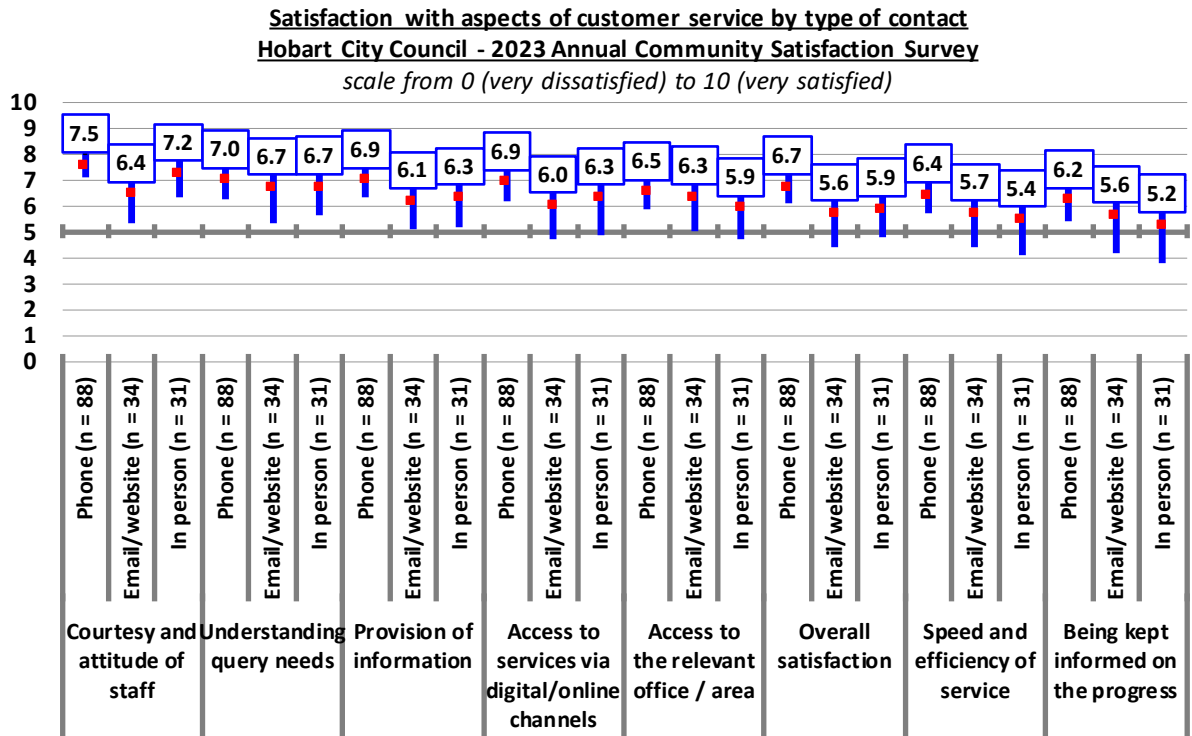 Satisfaction with aspects of customer service by type of contact
Hobart City Council - 2023 Annual Community Satisfaction Survey
scale from 0 (very dissatisfied) to 10 (very satisfied)
10
9
8
7
6
5
4
3
2
1
0
7.5
6.4
7.2
7.0
6.7
6.7
6.9
6.1
6.3
6.9
6.0
6.3
6.5
6.3
5.9
6.7
5.6
5.9
6.4
5.7
5.4
6.2
5.6
5.2
Phone (n = 88)
Email/website (n = 34)
In person (n = 31)
Phone (n = 88)
Email/website (n = 34)
In person (n = 31)
Phone (n = 88)
Email/website (n = 34)
In person (n = 31)
Phone (n = 88)
Email/website (n = 34)
In person (n = 31)
Phone (n = 88)
Email/website (n = 34)
In person (n = 31)
Phone (n = 88)
Email/website (n = 34)
In person (n = 31)
Phone (n = 88)
Email/website (n = 34)
In person (n = 31)
Phone (n = 88)
Email/website (n = 34)
In person (n = 31)
Courtesy and
attitude of
staff
Understanding
query needs
Provision of
information
Access to
services via
digital/online
channels
Access to
the relevant
office / area
Overall
satisfaction
Speed and
efficiency of
service
Being kept
informed on
the progress